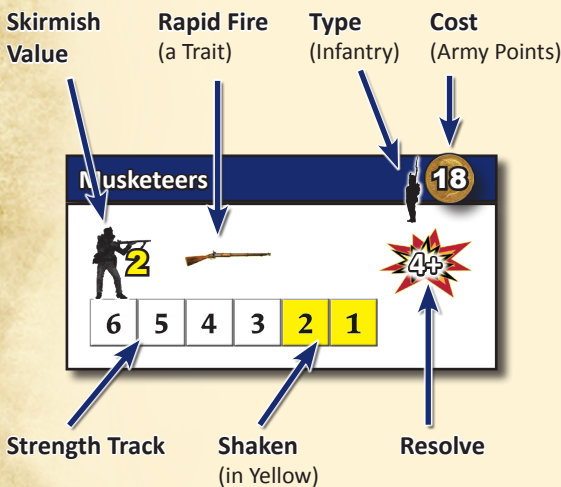 Skirmish
Value
Rapid Fire
(a Trait)
Type
(Infantry)
Cost
(Army Points)
Musketeers
18
2
4+
6 5 4 3 2 1
Strength Track
Shaken
(in Yellow)
Resolve